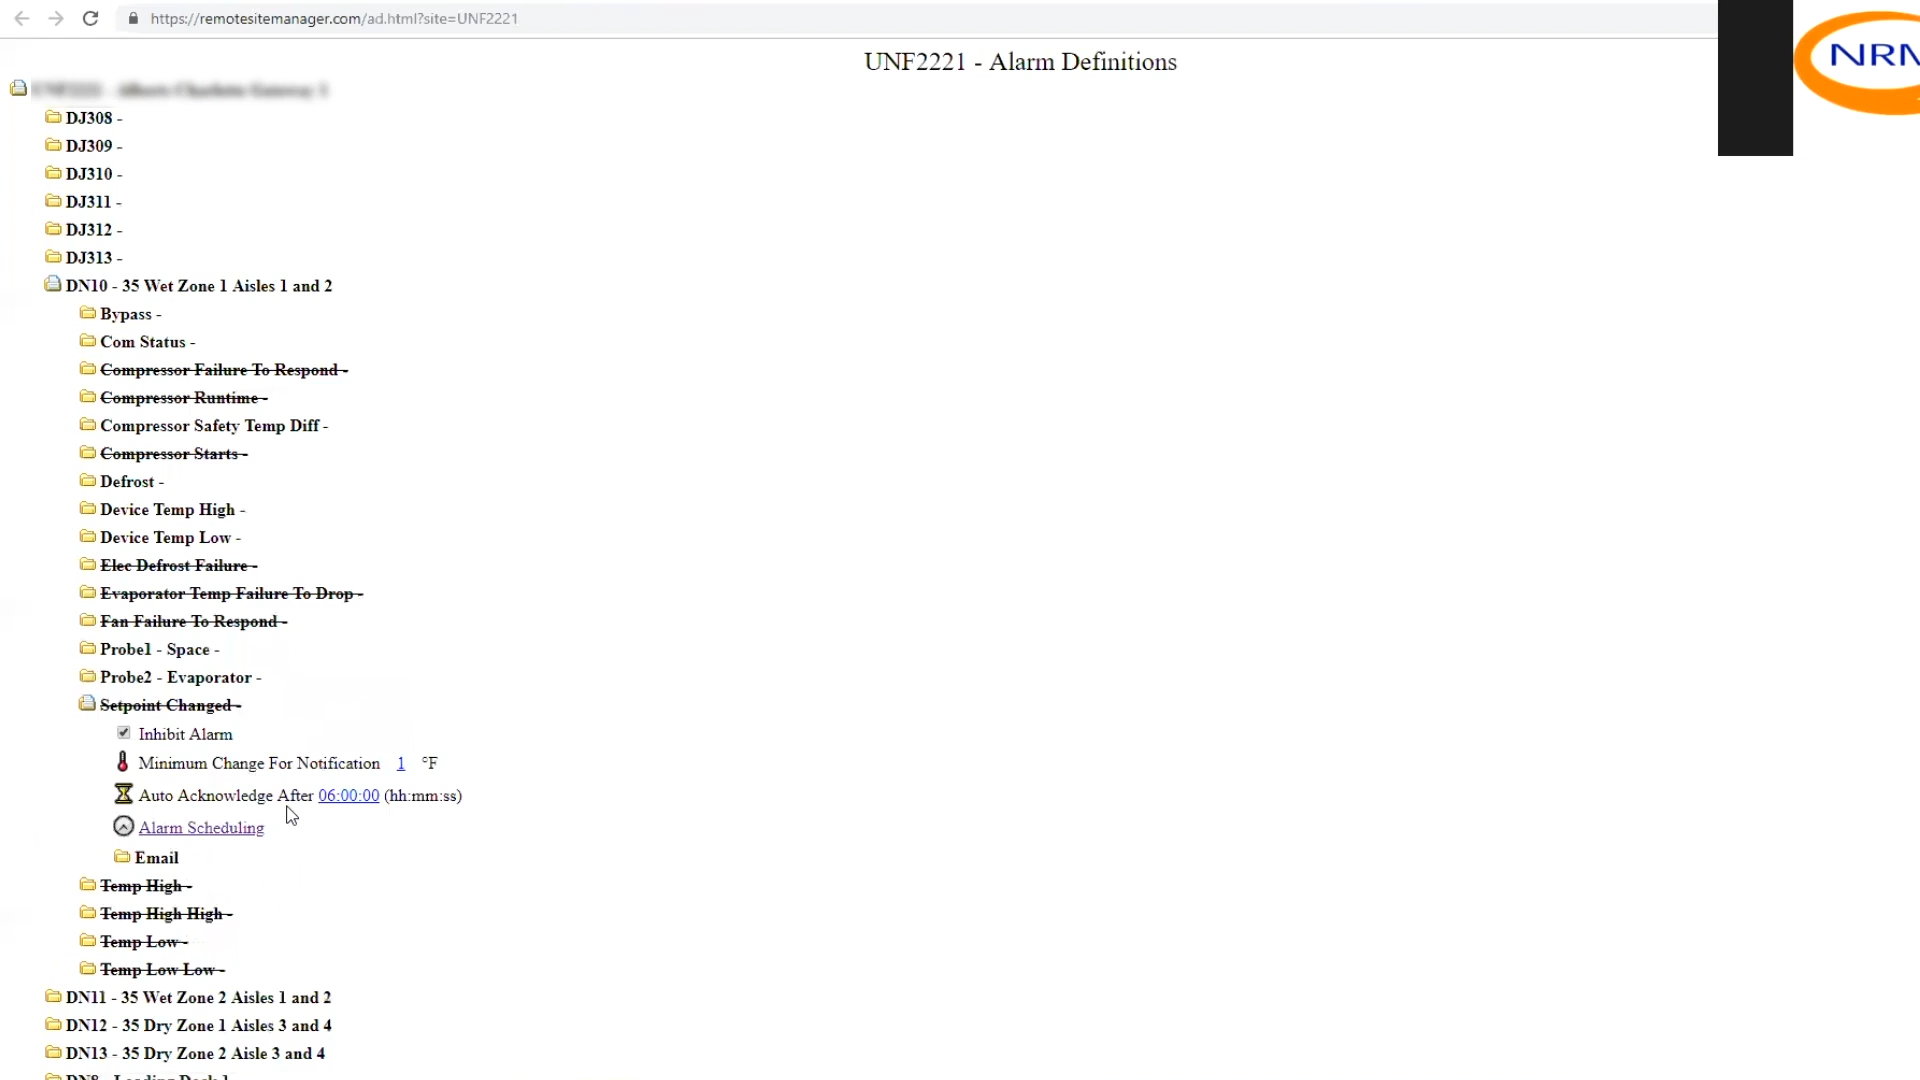 https://remotesitemanager.com/ad.html?site=UNF2221
UNF2221 - Alarm Definitions
NRM
DJ308 -
DJ309 -
DJ310 -
DJ311 -
DJ312 -
DJ313 -
DN10 - 35 Wet Zone 1 Aisles 1 and 2
Bypass -
Com Status -
Compressor Failure To Respond -
Compressor Runtime -
Compressor Safety Temp Diff -
Compressor Starts -
Defrost -
Device Temp High -
Device Temp Low -
Elec Defrost Failure -
Evaporator Temp Failure To Drop -
Fan Failure To Respond -
Probe1 - Space -
Probe2 - Evaporator -
Setpoint Changed -
Inhibit Alarm
Minimum Change For Notification 1 °F
Auto Acknowledge After 06:00:00 (hh:mm:ss)
Alarm Scheduling
Email
Temp High -
Temp High High -
Temp Low -
Temp Low Low -
DN11 - 35 Wet Zone 2 Aisles 1 and 2
DN12 - 35 Dry Zone 1 Aisles 3 and 4
DN13 - 35 Dry Zone 2 Aisle 3 and 4